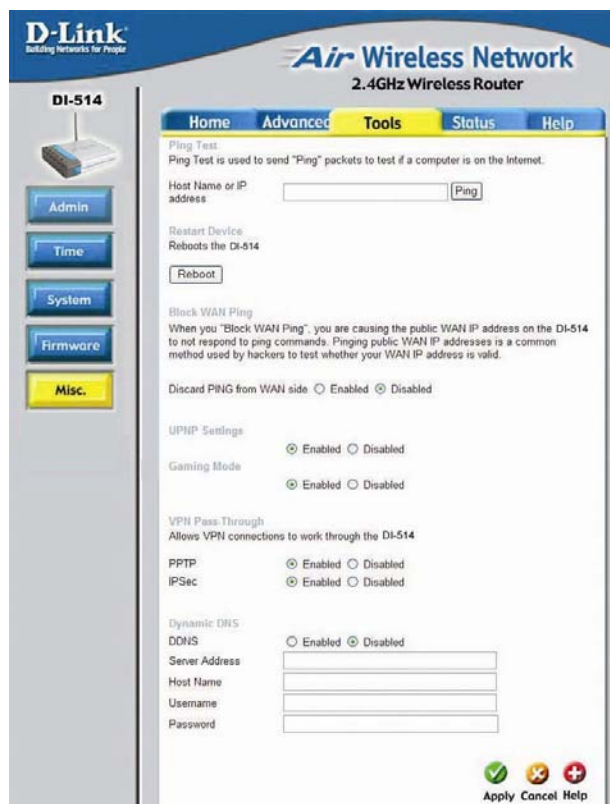 D-Link
Building Networks for People
Air Wireless Network
2.4GHz Wireless Router
DI-514
Home Advanced Tools Status Help
Admin
Time
System
Firmware
Misc.
Ping Test
Ping Test is used to send "Ping" packets to test if a computer is on the Internet.
Host Name or IP
address
Ping
Restart Device
Reboots the DI-514
Reboot
Block WAN Ping
When you "Block WAN Ping", you are causing the public WAN IP address on the DI-514
to not respond to ping commands. Pinging public WAN IP addresses is a common
method used by hackers to test whether your WAN IP address is valid.
Discard PING from WAN side Enabled Disabled
UPNP Settings
Enabled Disabled
Gaming Mode
Enabled Disabled
VPN Pass-Through
Allows VPN connections to work through the DI-514
PPTP Enabled Disabled
IPSec Enabled Disabled
Dynamic DNS
DDNS Enabled Disabled
Server Address
Host Name
Username
Password
Apply Cancel Help